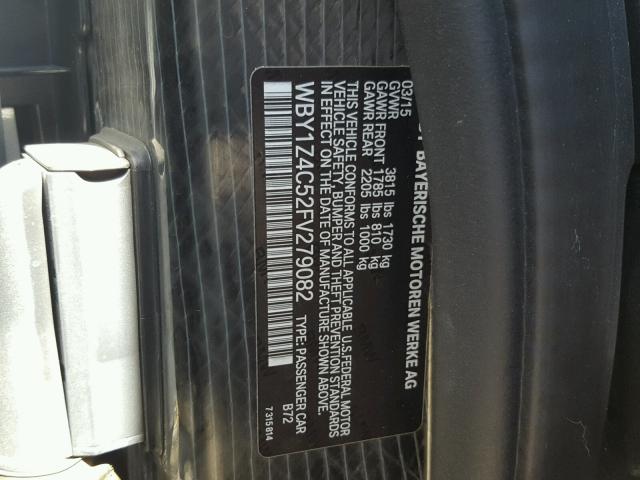 BAYERISCHE MOTOREN WERKE AG
03/15
GVWR 3815 lbs 1730 kg
GAWR FRONT 1785 lbs 810 kg
GAWR REAR 2205 lbs 1000 kg
THIS VEHICLE CONFORMS TO ALL APPLICABLE U.S. FEDERAL MOTOR
VEHICLE SAFETY, BUMPER AND THEFT PREVENTION STANDARDS
IN EFFECT ON THE DATE OF MANUFACTURE SHOWN ABOVE.
WBY1Z4C52FV279082 TYPE: PASSENGER CAR
B72
7315814